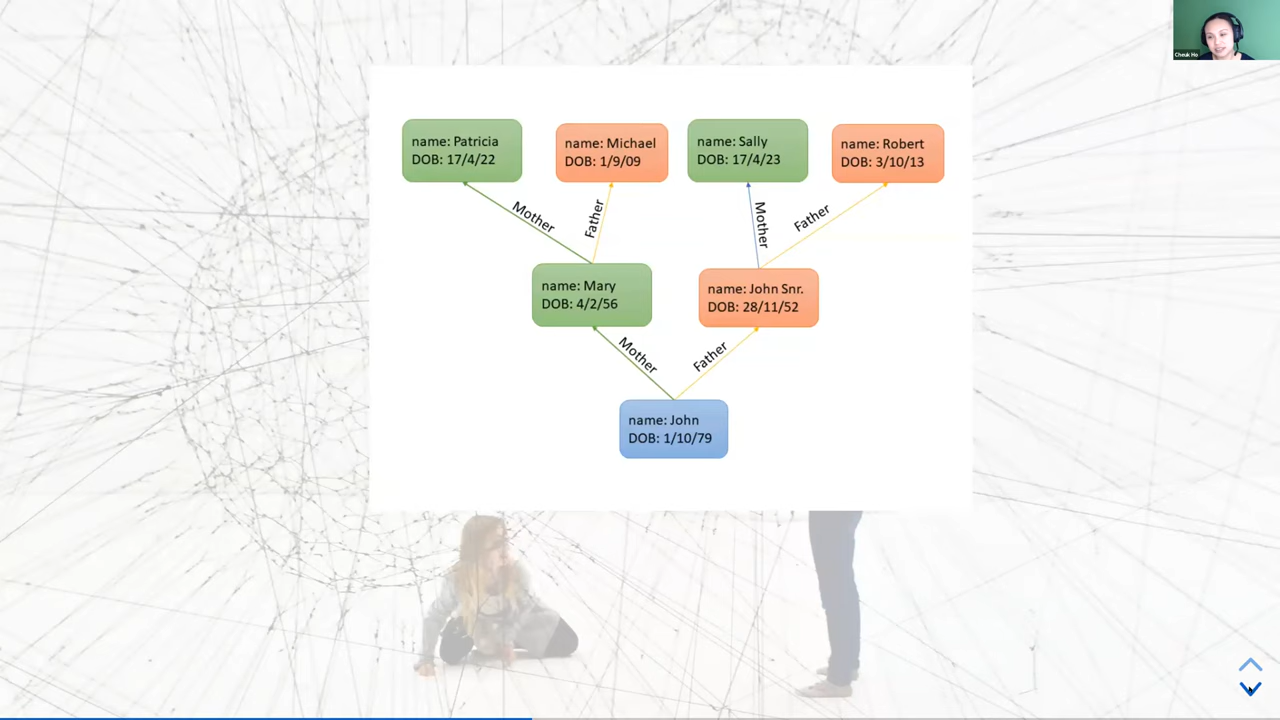 Cheuk Ho
name: Patricia
DOB: 17/4/22
name: Michael
DOB: 1/9/09
name: Sally
DOB: 17/4/23
name: Robert
DOB: 3/10/13
Mother
Father
Mother
Father
name: Mary
DOB: 4/2/56
name: John Snr.
DOB: 28/11/52
Mother
Father
name: John
DOB: 1/10/79